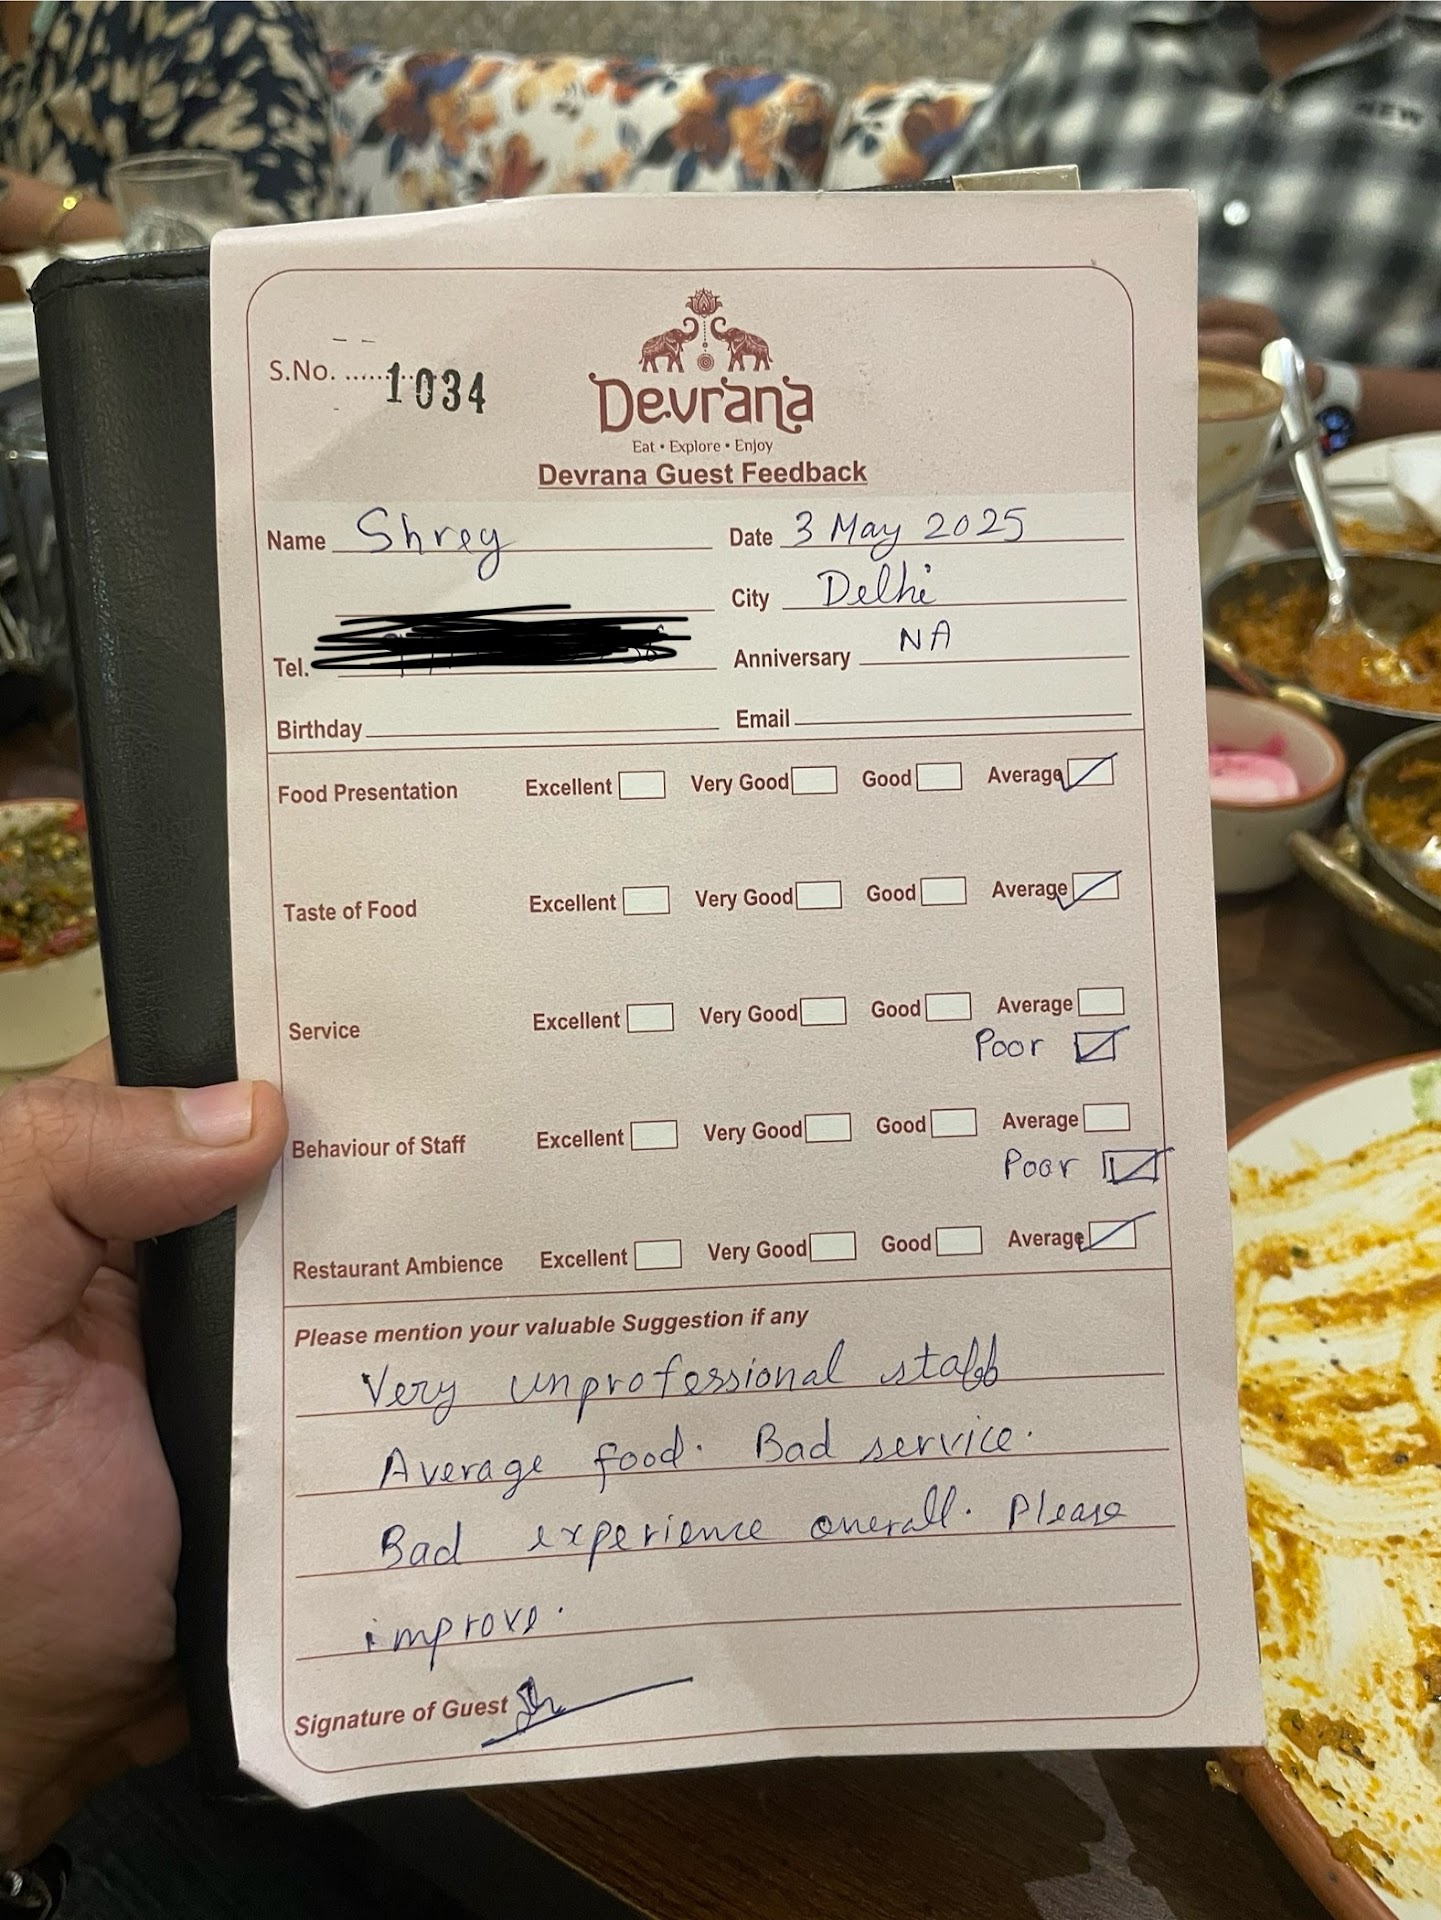 NEW
S.No. ........ 1034
Devrana
Eat • Explore • Enjoy
Devrana Guest Feedback
Name Shrey Date 3 May 2025
City Delhi
Tel. Anniversary NA
Birthday Email
Food Presentation Excellent Very Good Good Average
Taste of Food Excellent Very Good Good Average
Service Excellent Very Good Good Average
Poor
Behaviour of Staff Excellent Very Good Good Average
Poor
Restaurant Ambience Excellent Very Good Good Average
Please mention your valuable Suggestion if any
Very unprofessional staff
Average food. Bad service.
Bad experience overall. Please
improve.
Signature of Guest